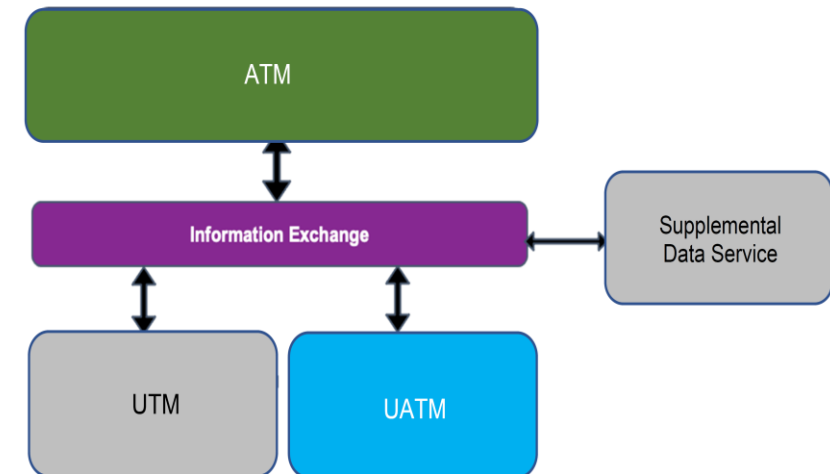 ATM
Information Exchange
Supplemental
Data Service
UTM
UATM